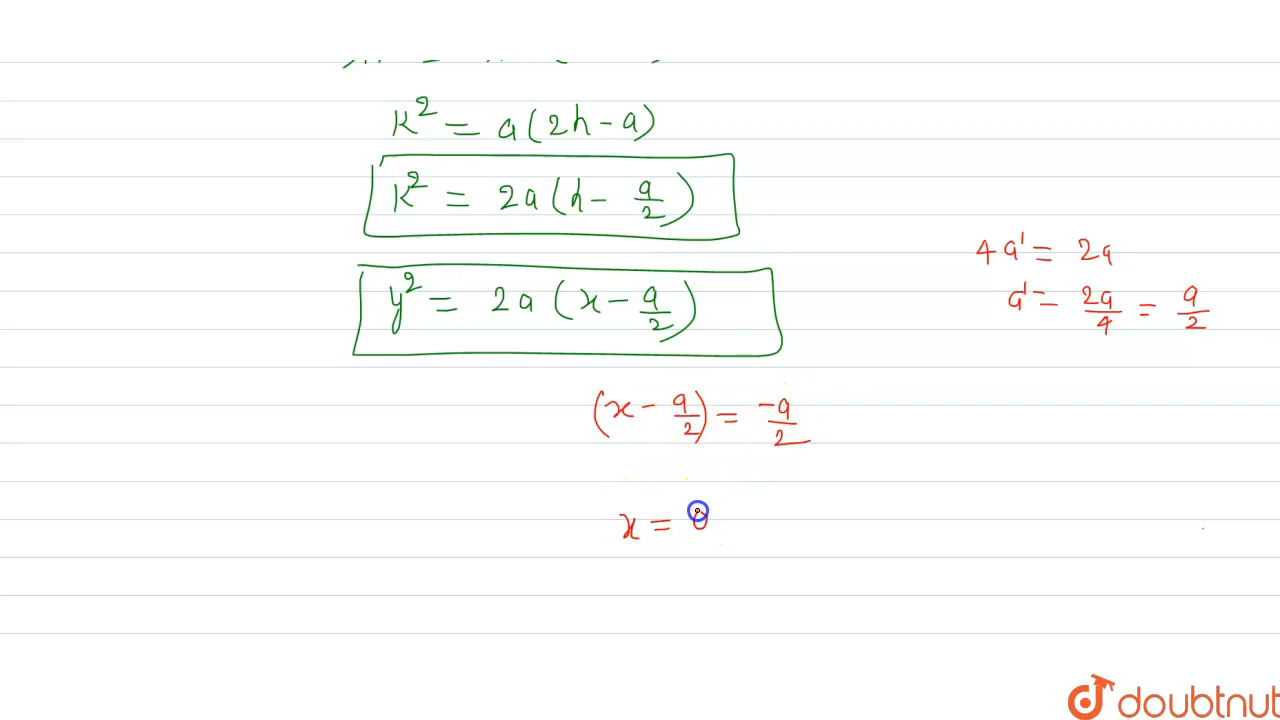 K² = a(2h - a)
K² = 2a(h - a/2)
y² = 2a(x - a/2)
4a' = 2a
a' = 2a/4 = a/2
(x - a/2) = -a/2
x = 0
doubtnut